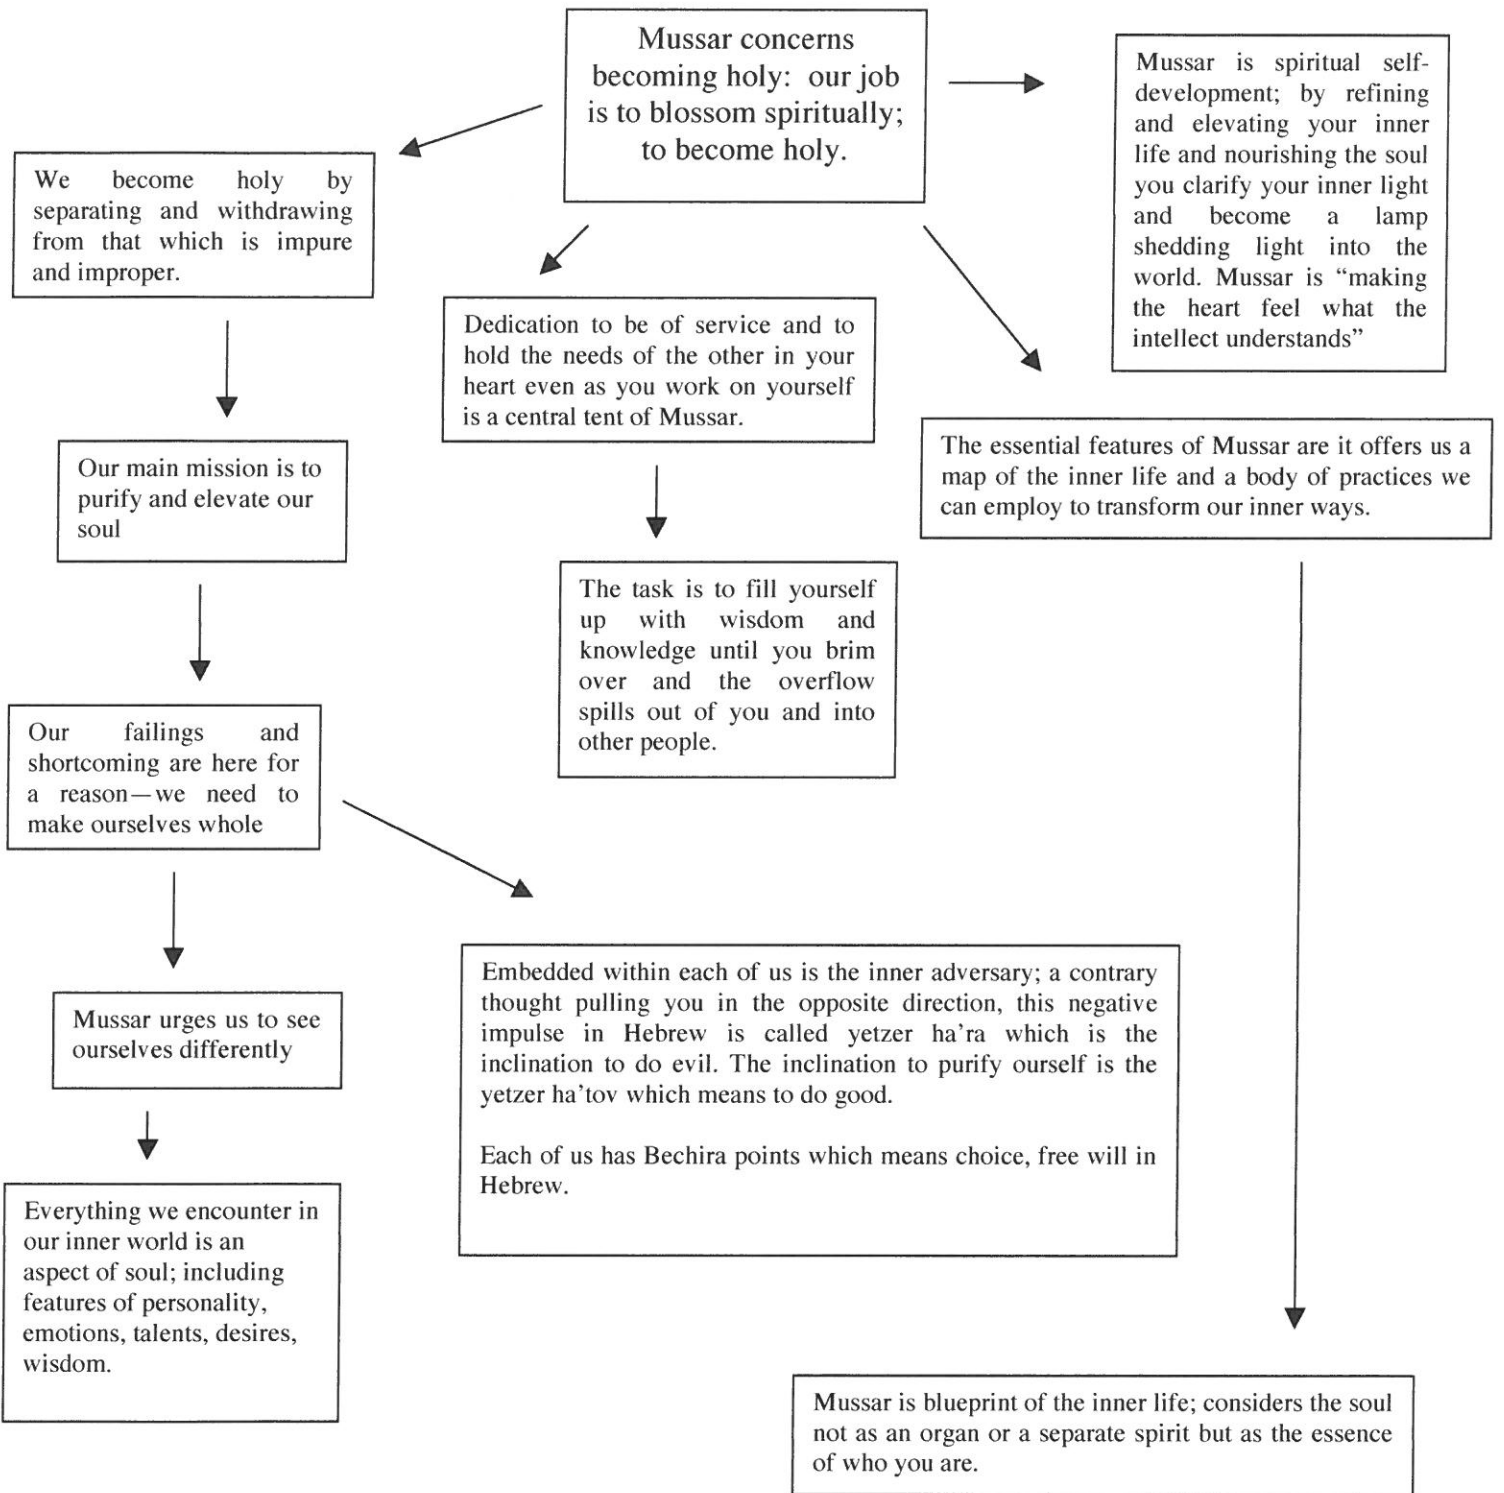 Mussar concerns
becoming holy: our job
is to blossom spiritually;
to become holy.
Mussar is spiritual self-
development; by refining
and elevating your inner
life and nourishing the soul
you clarify your inner light
and become a lamp
shedding light into the
world. Mussar is “making
the heart feel what the
intellect understands”
We become holy by
separating and withdrawing
from that which is impure
and improper.
Dedication to be of service and to
hold the needs of the other in your
heart even as you work on yourself
is a central tent of Mussar.
The essential features of Mussar are it offers us a
map of the inner life and a body of practices we
can employ to transform our inner ways.
Our main mission is to
purify and elevate our
soul
The task is to fill yourself
up with wisdom and
knowledge until you brim
over and the overflow
spills out of you and into
other people.
Our failings and
shortcoming are here for
a reason—we need to
make ourselves whole
Embedded within each of us is the inner adversary; a contrary
thought pulling you in the opposite direction, this negative
impulse in Hebrew is called yetzer ha’ra which is the
inclination to do evil. The inclination to purify ourself is the
yetzer ha’tov which means to do good.
Each of us has Bechira points which means choice, free will in
Hebrew.
Mussar urges us to see
ourselves differently
Everything we encounter in
our inner world is an
aspect of soul; including
features of personality,
emotions, talents, desires,
wisdom.
Mussar is blueprint of the inner life; considers the soul
not as an organ or a separate spirit but as the essence
of who you are.